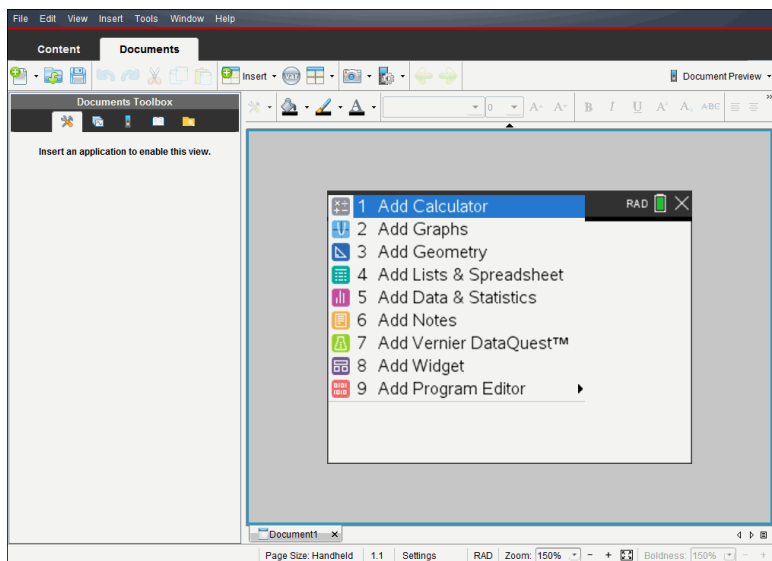 File Edit View Insert Tools Window Help
Content Documents
Insert Document Preview
Documents Toolbox
0 A+ A- B I U A A ABC
Insert an application to enable this view.
RAD
1 Add Calculator
2 Add Graphs
3 Add Geometry
4 Add Lists & Spreadsheet
5 Add Data & Statistics
6 Add Notes
7 Add Vernier DataQuest™
8 Add Widget
9 Add Program Editor
Document1
Page Size: Handheld 1.1 Settings RAD Zoom: 150% - + Boldness: 150% - +